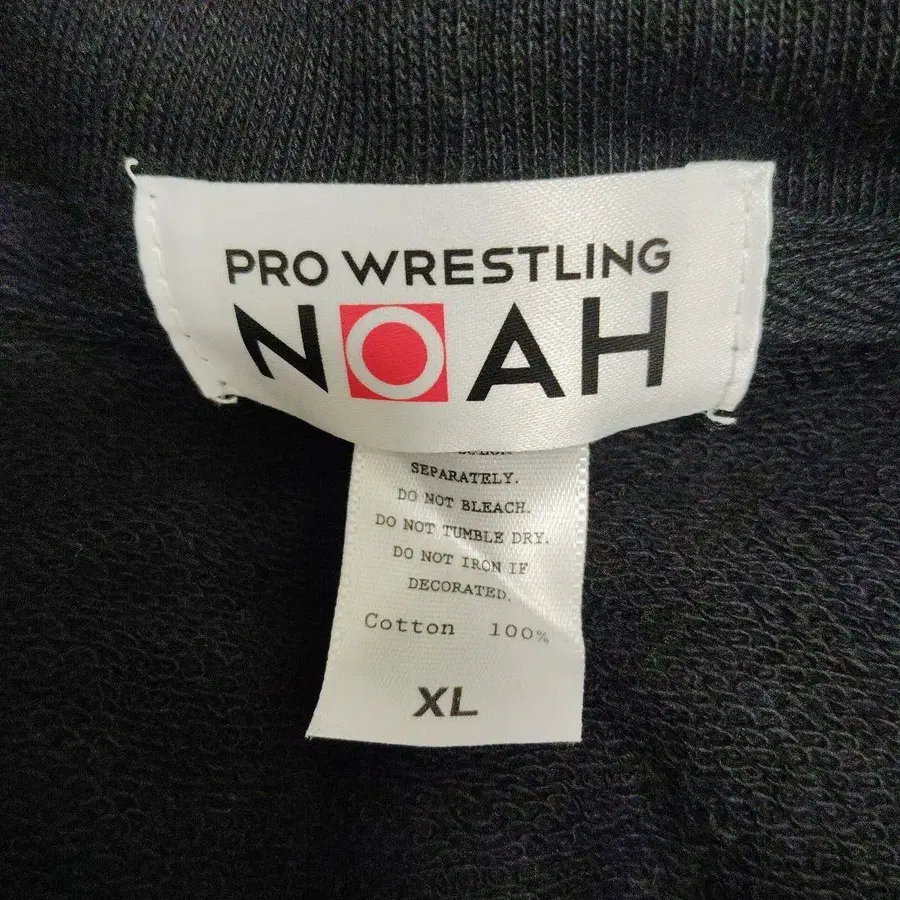 PRO WRESTLING
NOAH
SEPARATELY.
DO NOT BLEACH.
DO NOT TUMBLE DRY.
DO NOT IRON IF
DECORATED.
Cotton 100%
XL